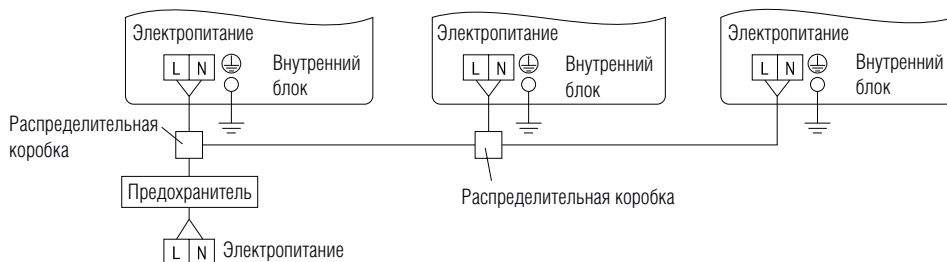 Электропитание
L N
Внутренний
блок
Электропитание
L N
Внутренний
блок
Электропитание
L N
Внутренний
блок
Распределительная
коробка
Распределительная коробка
Предохранитель
L N Электропитание